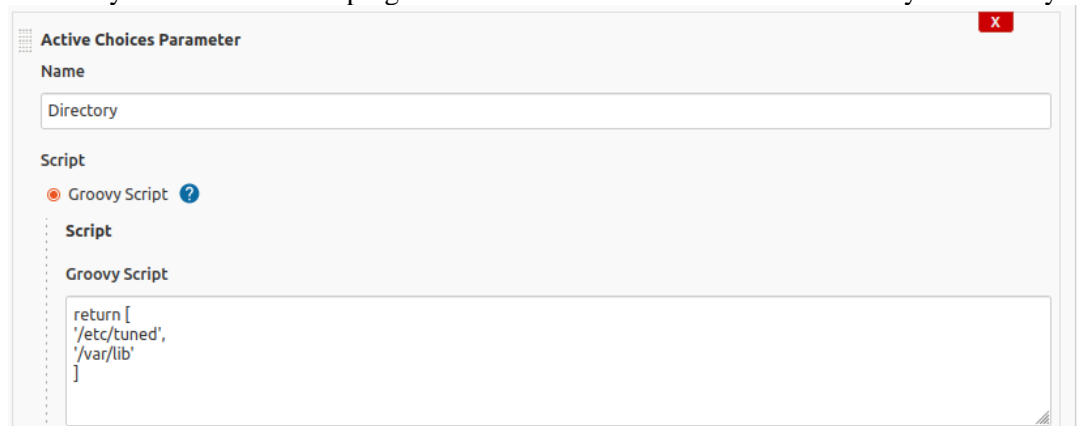 X
Active Choices Parameter
Name
Directory
Script
Groovy Script ?
Script
Groovy Script
return [
'/etc/tuned',
'/var/lib'
]